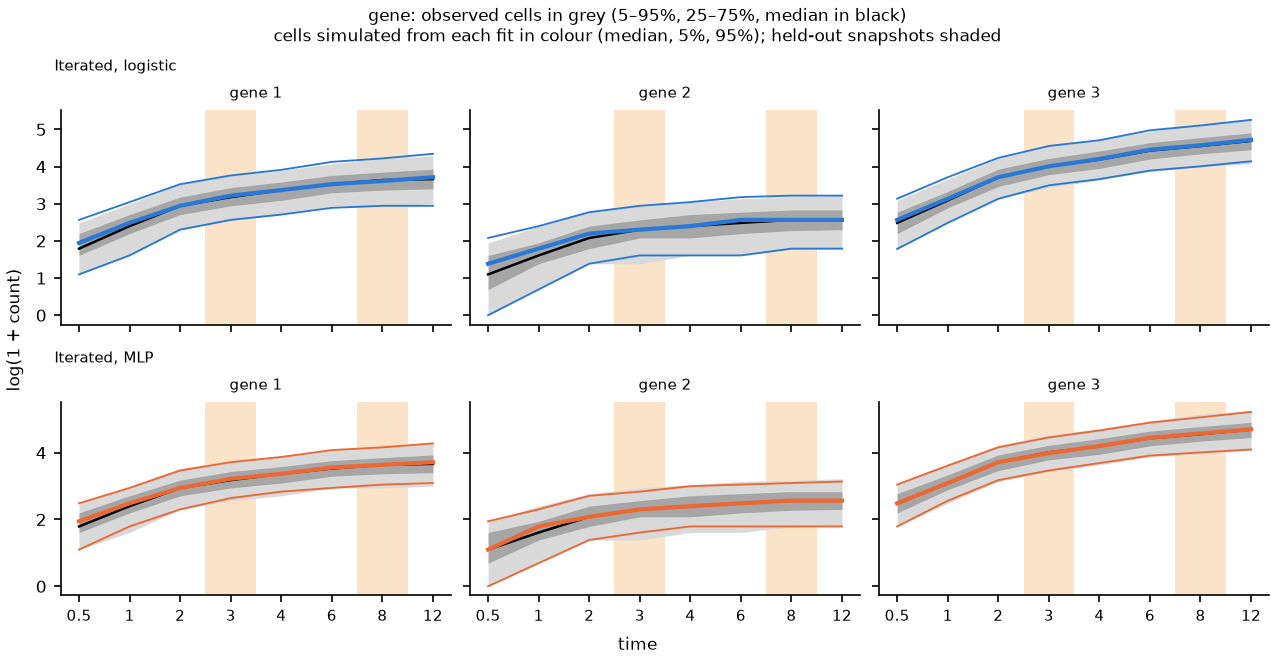 gene: observed cells in grey (5–95%, 25–75%, median in black)
cells simulated from each fit in colour (median, 5%, 95%); held-out snapshots shaded
Iterated, logistic
gene 1
gene 2
gene 3
5
4
3
2
1
0
log(1 + count)
Iterated, MLP
gene 1
gene 2
gene 3
4
2
0
0.5 1 2 3 4 6 8 12
0.5 1 2 3 4 6 8 12
0.5 1 2 3 4 6 8 12
time